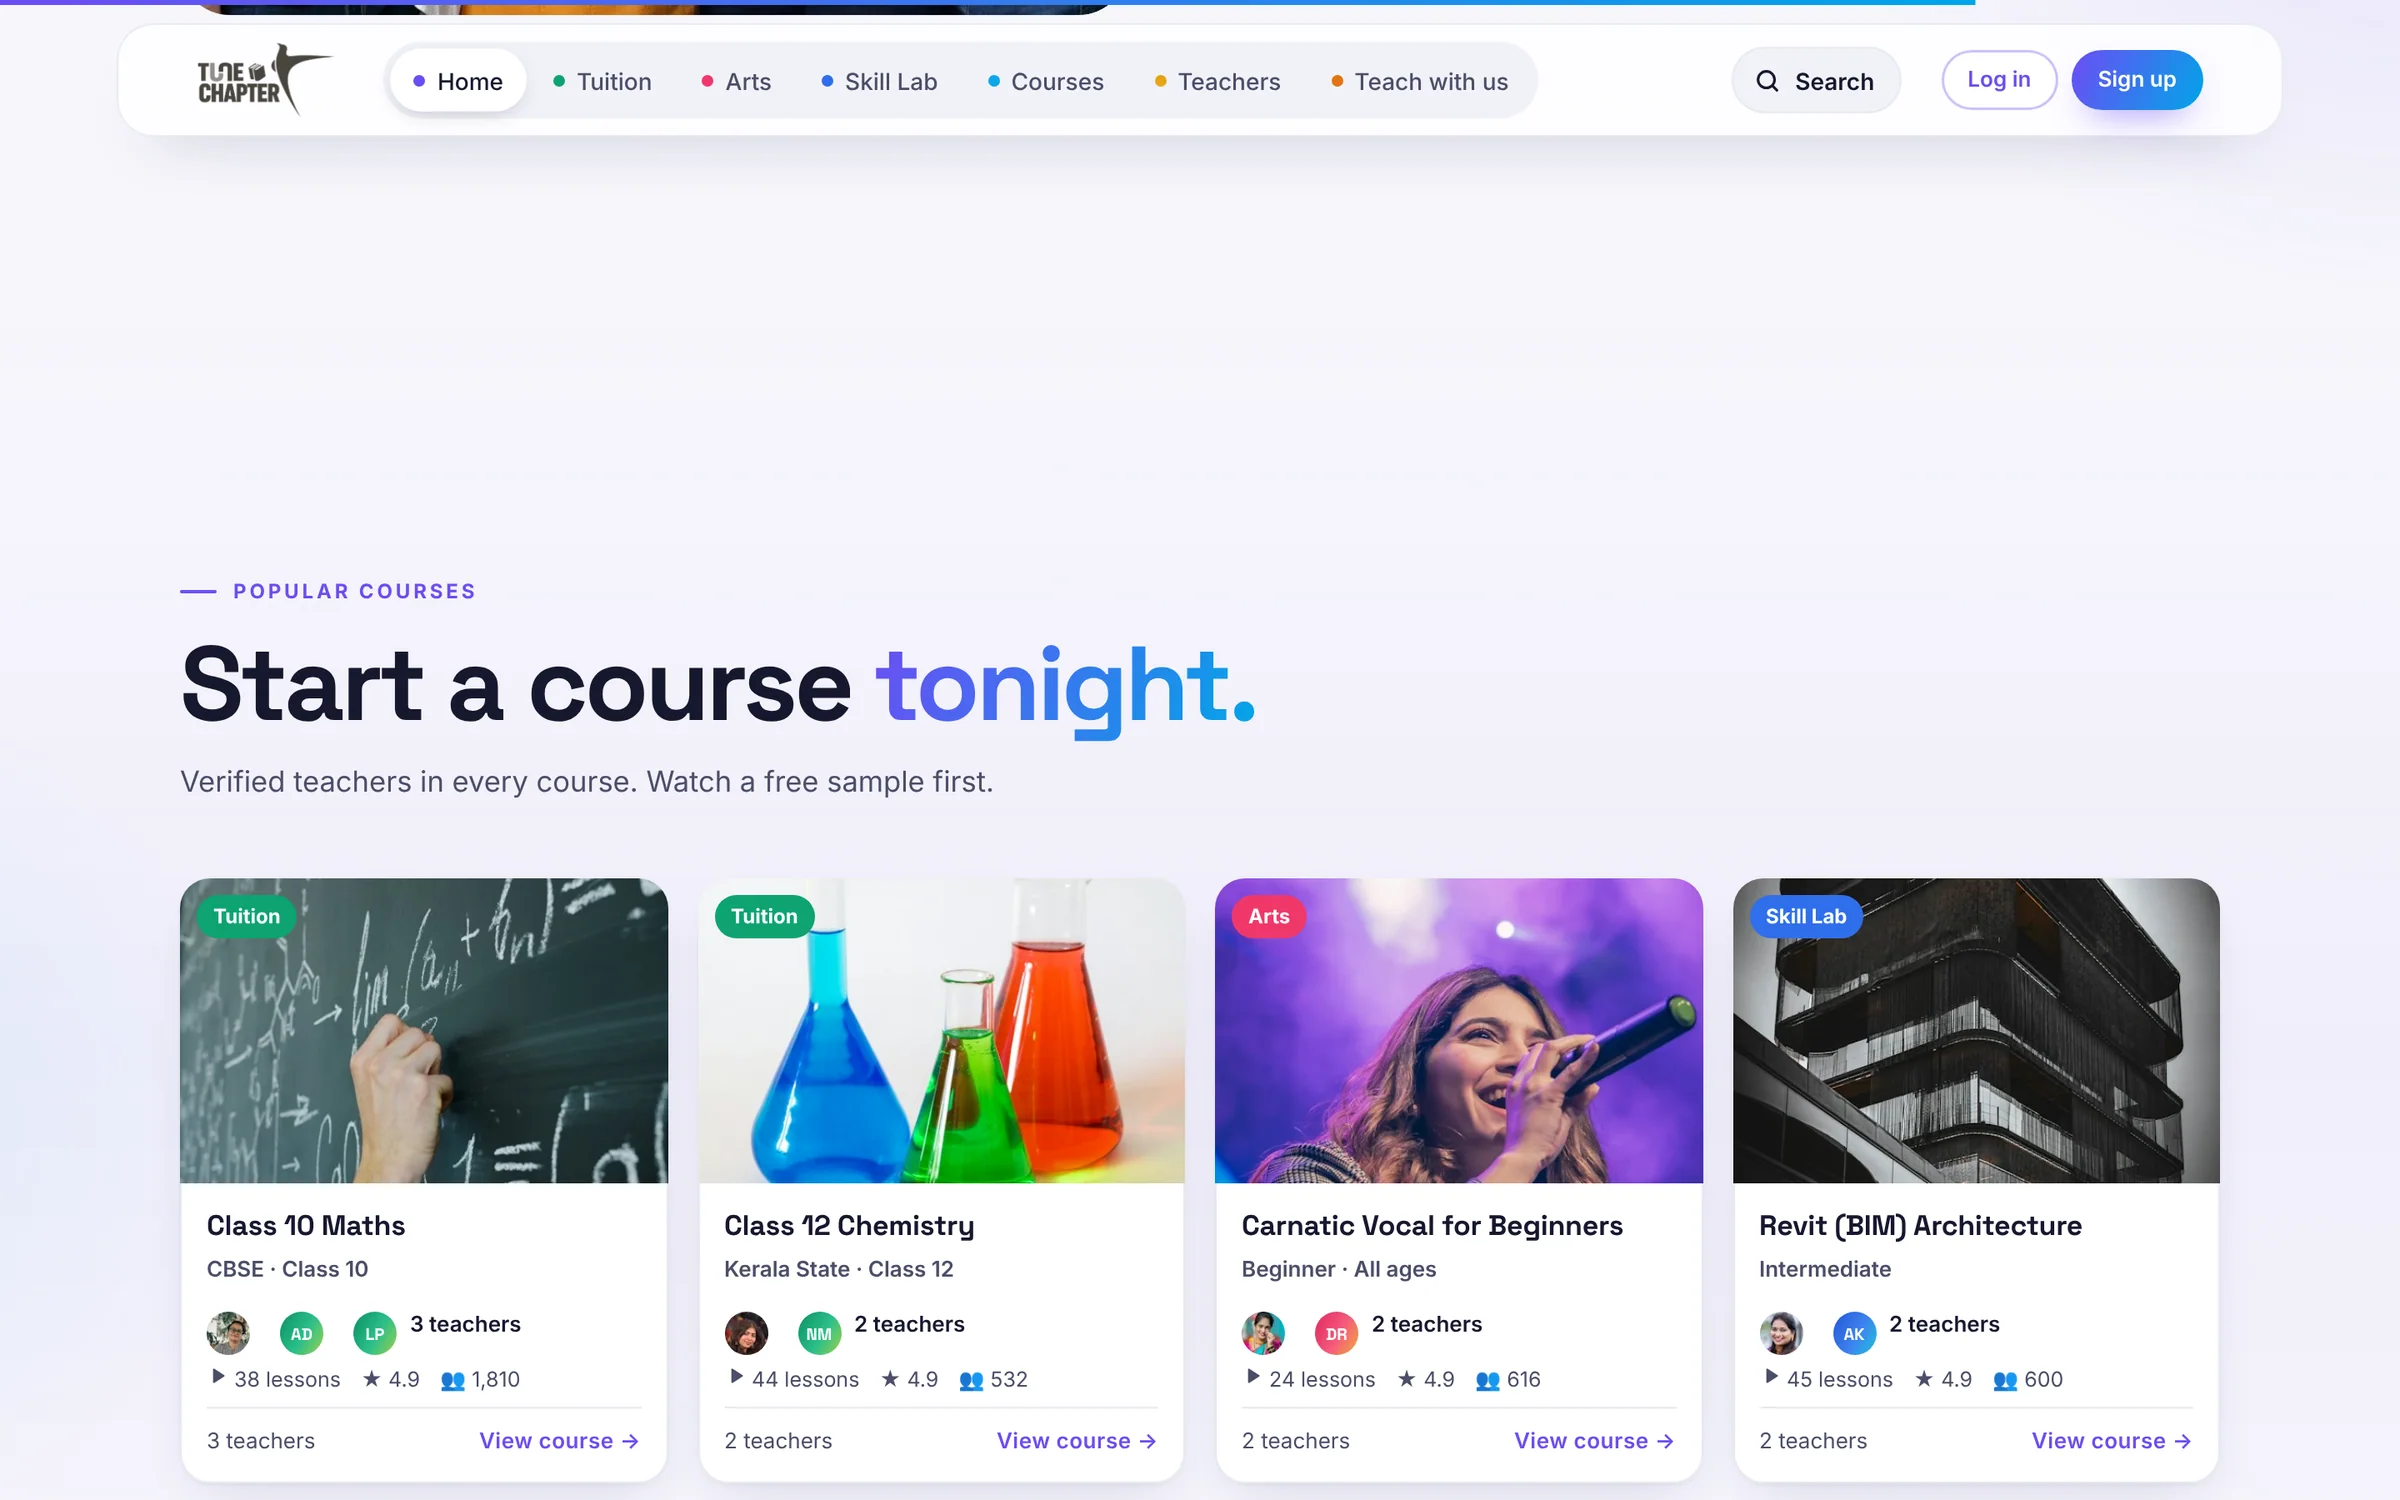 TUNE
CHAPTER
Home
Tuition
Arts
Skill Lab
Courses
Teachers
Teach with us
Search
Log in
Sign up
POPULAR COURSES
Start a course tonight.
Verified teachers in every course. Watch a free sample first.
Tuition
Tuition
Arts
Skill Lab
Class 10 Maths
CBSE · Class 10
AD LP 3 teachers
38 lessons ★ 4.9 👥 1,810
3 teachers View course →
Class 12 Chemistry
Kerala State · Class 12
NM 2 teachers
44 lessons ★ 4.9 👥 532
2 teachers View course →
Carnatic Vocal for Beginners
Beginner · All ages
DR 2 teachers
24 lessons ★ 4.9 👥 616
2 teachers View course →
Revit (BIM) Architecture
Intermediate
AK 2 teachers
45 lessons ★ 4.9 👥 600
2 teachers View course →